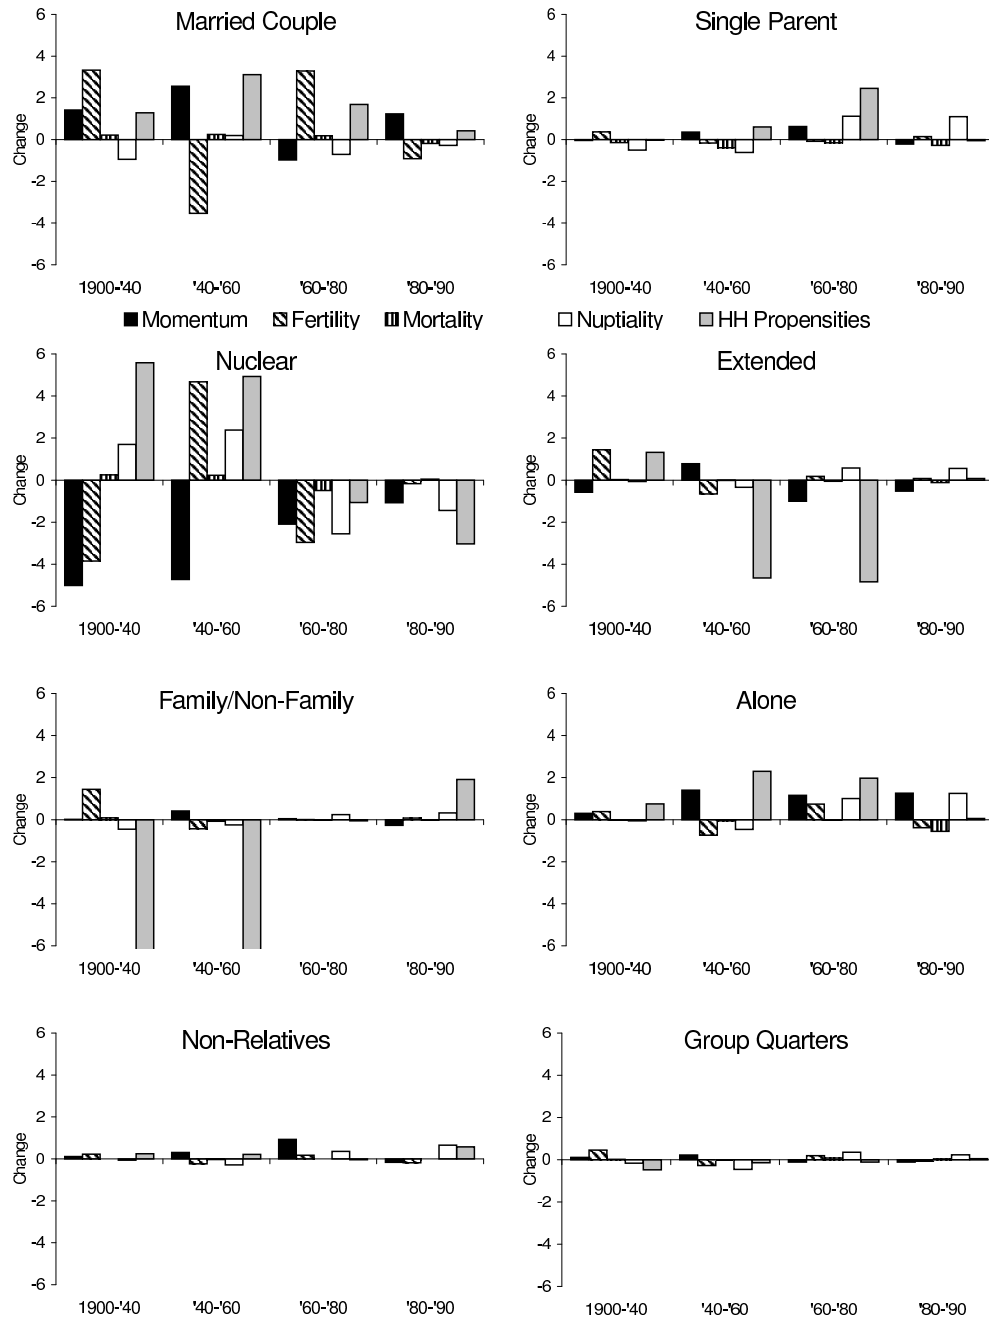 Married Couple
6
4
2
0
-2
-4
-6
Change
1900-'40 '40-'60 '60-'80 '80-'90
Single Parent
6
4
2
0
-2
-4
-6
Change
1900-'40 '40-'60 '60-'80 '80-'90
Momentum Fertility Mortality Nuptiality HH Propensities
Nuclear
6
4
2
0
-2
-4
-6
Change
1900-'40 '40-'60 '60-'80 '80-'90
Extended
6
4
2
0
-2
-4
-6
Change
1900-'40 '40-'60 '60-'80 '80-'90
Family/Non-Family
6
4
2
0
-2
-4
-6
Change
1900-'40 '40-'60 '60-'80 '80-'90
Alone
6
4
2
0
-2
-4
-6
Change
1900-'40 '40-'60 '60-'80 '80-'90
Non-Relatives
6
4
2
0
-2
-4
-6
Change
1900-'40 '40-'60 '60-'80 '80-'90
Group Quarters
6
4
2
0
-2
-4
-6
Change
1900-'40 '40-'60 '60-'80 '80-'90